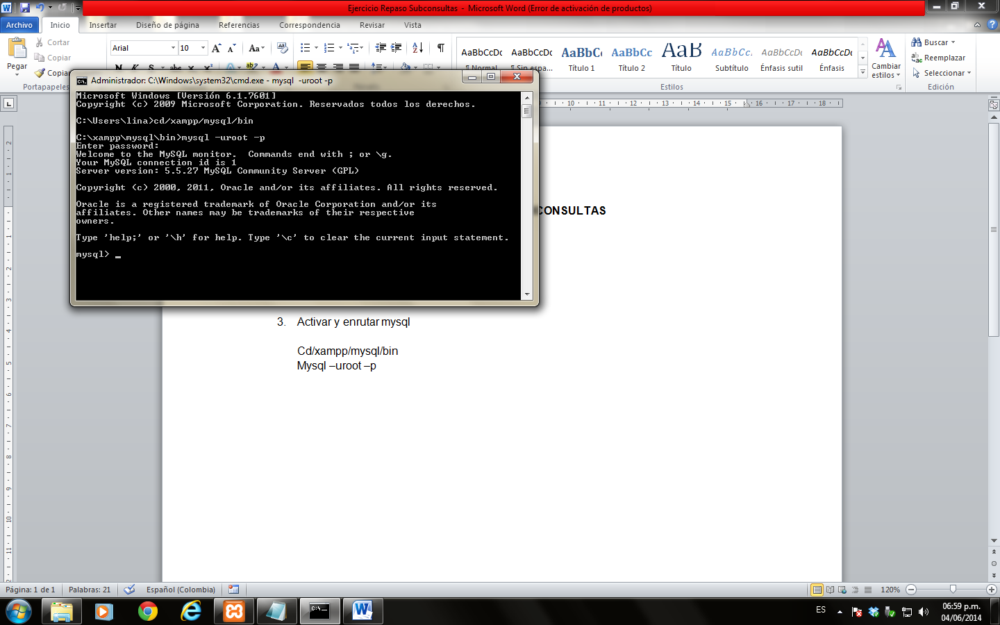 Ejercicio Repaso Subconsultas - Microsoft Word (Error de activación de productos)
Archivo Inicio Insertar Diseño de página Referencias Correspondencia Revisar Vista
Pegar
Cortar
Copiar
Copiar
Portapapeles
Arial 10
AaBbCcDc AaBbCcDc AaBbCc AaBbCc AaB AaBbCc. AaBbCcDc AaBbCcDc
¶ Normal ¶ Sin espa... Título 1 Título 2 Título Subtítulo Énfasis sutil Énfasis
Estilos
Cambiar estilos
Buscar
Reemplazar
Seleccionar
Edición
Administrador: C:\Windows\system32\cmd.exe - mysql -uroot -p
Microsoft Windows [Versión 6.1.7601]
Copyright (c) 2009 Microsoft Corporation. Reservados todos los derechos.
C:\Users\lina>cd/xampp/mysql/bin
C:\xampp\mysql\bin>mysql -uroot -p
Enter password:
Welcome to the MySQL monitor.  Commands end with ; or \g.
Your MySQL connection id is 1
Server version: 5.5.27 MySQL Community Server (GPL)
Copyright (c) 2000, 2011, Oracle and/or its affiliates. All rights reserved.
Oracle is a registered trademark of Oracle Corporation and/or its
affiliates. Other names may be trademarks of their respective
owners.
Type 'help;' or '\h' for help. Type '\c' to clear the current input statement.
mysql> _
CONSULTAS
3. Activar y enrutar mysql
Cd/xampp/mysql/bin
Mysql –uroot –p
Página: 1 de 1 Palabras: 21 Español (Colombia) 120%
ES
06:59 p.m.
04/06/2014